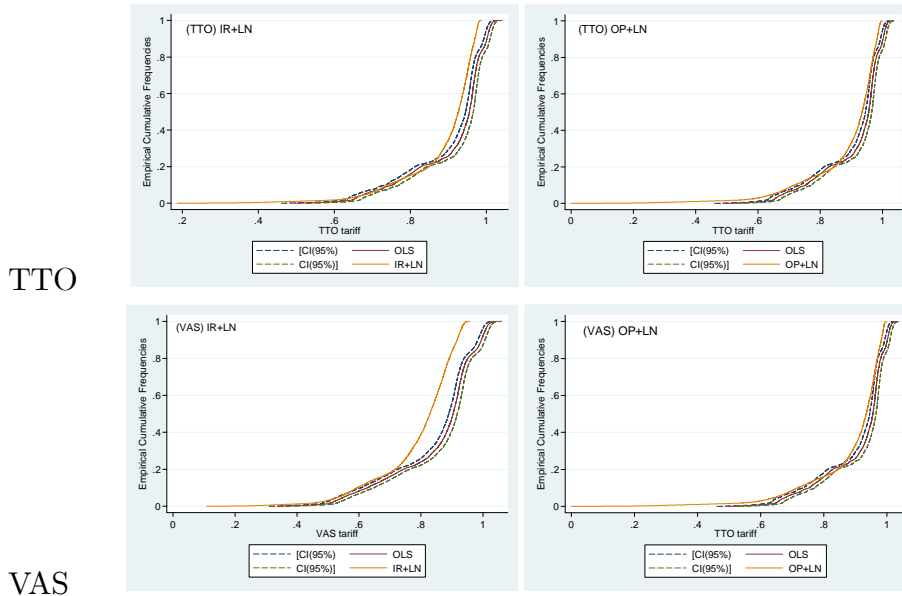 (TTO) IR+LN
Empirical Cumulative Frequencies
1
.8
.6
.4
.2
0
.2 .4 .6 .8 1
TTO tariff
[CI(95%) OLS
CI(95%)] IR+LN
(TTO) OP+LN
Empirical Cumulative Frequencies
1
.8
.6
.4
.2
0
0 .2 .4 .6 .8 1
TTO tariff
[CI(95%) OLS
CI(95%)] OP+LN
TTO
(VAS) IR+LN
Empirical Cumulative Frequencies
1
.8
.6
.4
.2
0
0 .2 .4 .6 .8 1
VAS tariff
[CI(95%) OLS
CI(95%)] IR+LN
(VAS) OP+LN
Empirical Cumulative Frequencies
1
.8
.6
.4
.2
0
0 .2 .4 .6 .8 1
TTO tariff
[CI(95%) OLS
CI(95%)] OP+LN
VAS